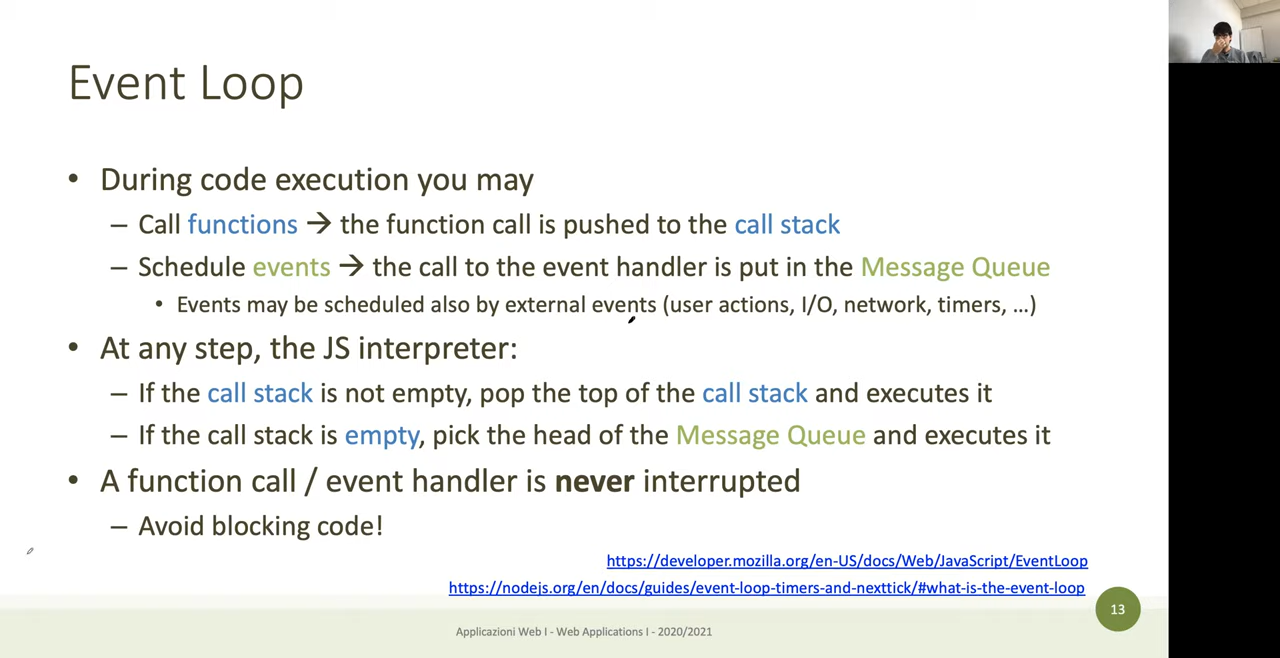 Event Loop
• During code execution you may
– Call functions → the function call is pushed to the call stack
– Schedule events → the call to the event handler is put in the Message Queue
• Events may be scheduled also by external events (user actions, I/O, network, timers, …)
• At any step, the JS interpreter:
– If the call stack is not empty, pop the top of the call stack and executes it
– If the call stack is empty, pick the head of the Message Queue and executes it
• A function call / event handler is never interrupted
– Avoid blocking code!
https://developer.mozilla.org/en-US/docs/Web/JavaScript/EventLoop
https://nodejs.org/en/docs/guides/event-loop-timers-and-nexttick/#what-is-the-event-loop
13
Applicazioni Web I - Web Applications I - 2020/2021